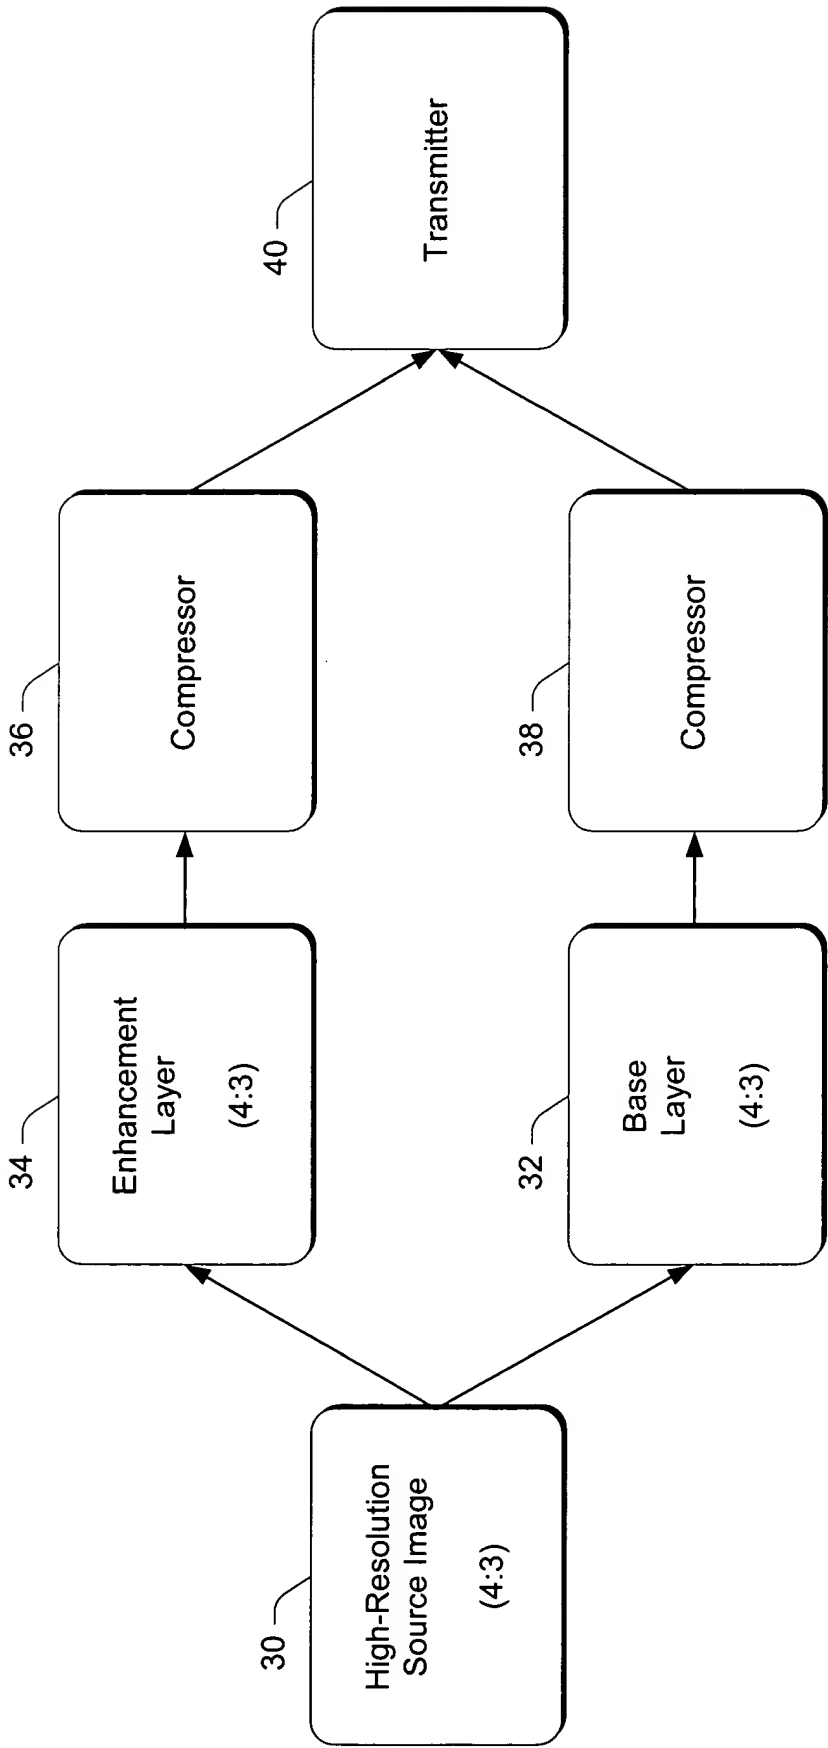 30
High-Resolution
Source Image
(4:3)
34
Enhancement
Layer
(4:3)
36
Compressor
32
Base
Layer
(4:3)
38
Compressor
40
Transmitter